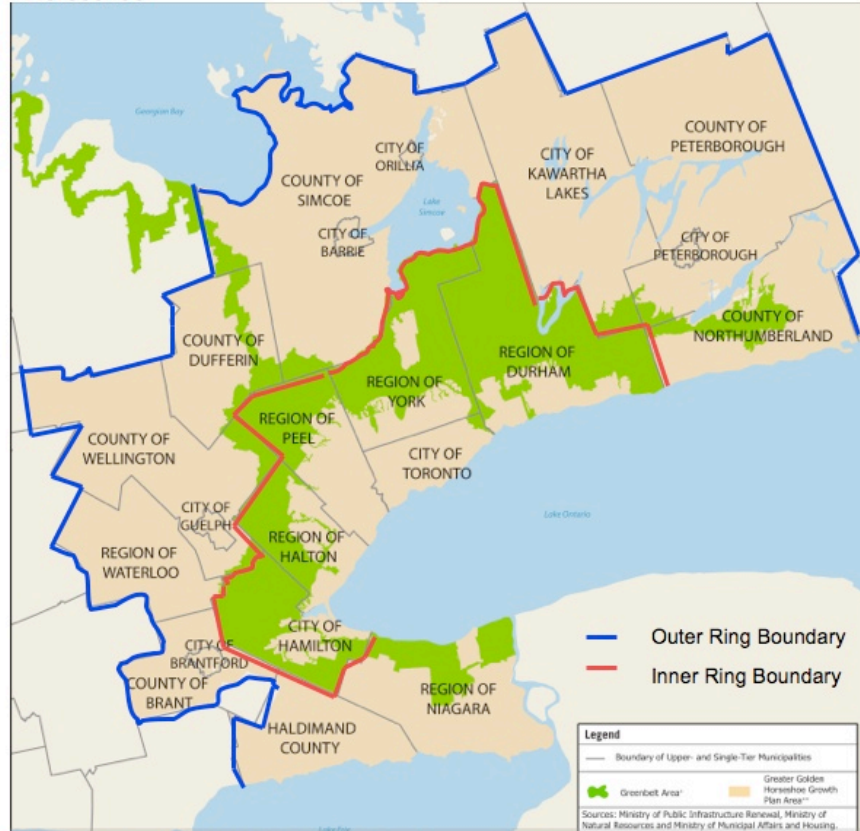 Georgian Bay
COUNTY OF
PETERBOROUGH
CITY OF
ORILLIA
CITY OF
KAWARTHA
LAKES
COUNTY OF
SIMCOE
Lake
Simcoe
CITY OF
BARRIE
CITY OF
PETERBOROUGH
COUNTY OF
NORTHUMBERLAND
COUNTY OF
DUFFERIN
REGION OF
DURHAM
REGION OF
YORK
REGION OF
PEEL
COUNTY OF
WELLINGTON
CITY OF
TORONTO
CITY OF
GUELPH
Lake Ontario
REGION OF
HALTON
REGION OF
WATERLOO
CITY OF
HAMILTON
CITY OF
BRANTFORD
COUNTY OF
BRANT
REGION OF
NIAGARA
HALDIMAND
COUNTY
Outer Ring Boundary
Inner Ring Boundary
Legend
Boundary of Upper- and Single-Tier Municipalities
Greenbelt Area*
Greater Golden
Horseshoe Growth
Plan Area**
Sources: Ministry of Public Infrastructure Renewal, Ministry of
Natural Resources and Ministry of Municipal Affairs and Housing.